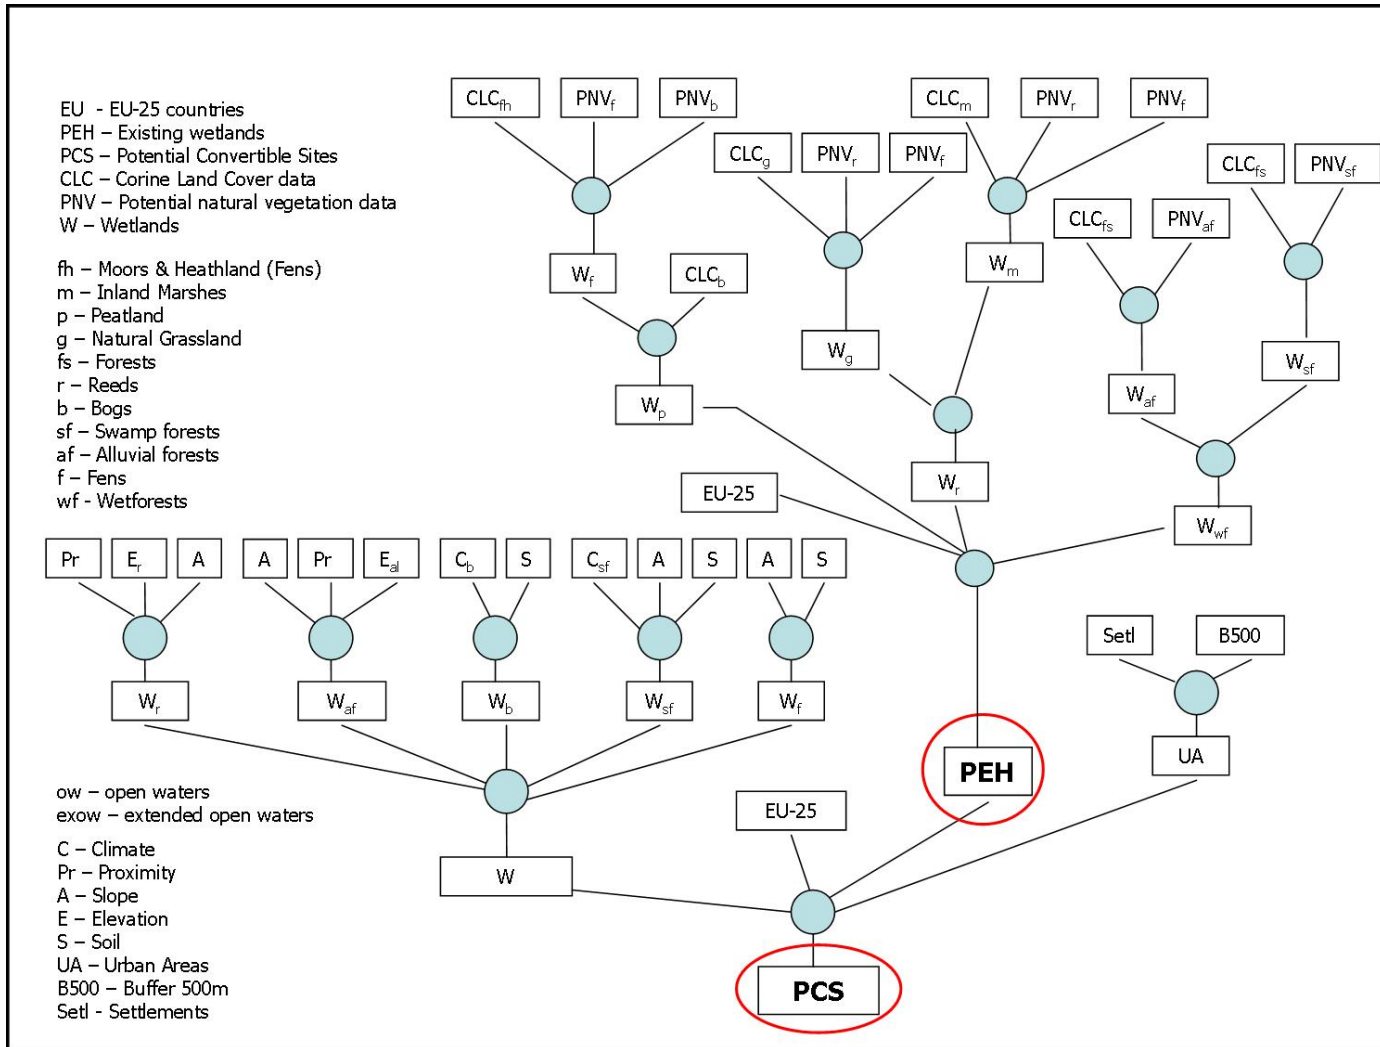 EU - EU-25 countries
PEH – Existing wetlands
PCS – Potential Convertible Sites
CLC – Corine Land Cover data
PNV – Potential natural vegetation data
W – Wetlands
fh – Moors & Heathland (Fens)
m – Inland Marshes
p – Peatland
g – Natural Grassland
fs – Forests
r – Reeds
b – Bogs
sf – Swamp forests
af – Alluvial forests
f – Fens
wf - Wetforests
CLCfh PNVf PNVb
CLCm PNVr PNVf
CLCg PNVr PNVf
CLCfs PNVsf
CLCfs PNVaf
Wf CLCb
Wm
Wg
Wsf
Wp
Waf
EU-25
Wr
Wwf
Pr Er A
A Pr Eal
Cb S
Csf A S
A S
Setl B500
Wr Waf Wb Wsf Wf
PEH
UA
EU-25
W
PCS
ow – open waters
exow – extended open waters
C – Climate
Pr – Proximity
A – Slope
E – Elevation
S – Soil
UA – Urban Areas
B500 – Buffer 500m
Setl - Settlements